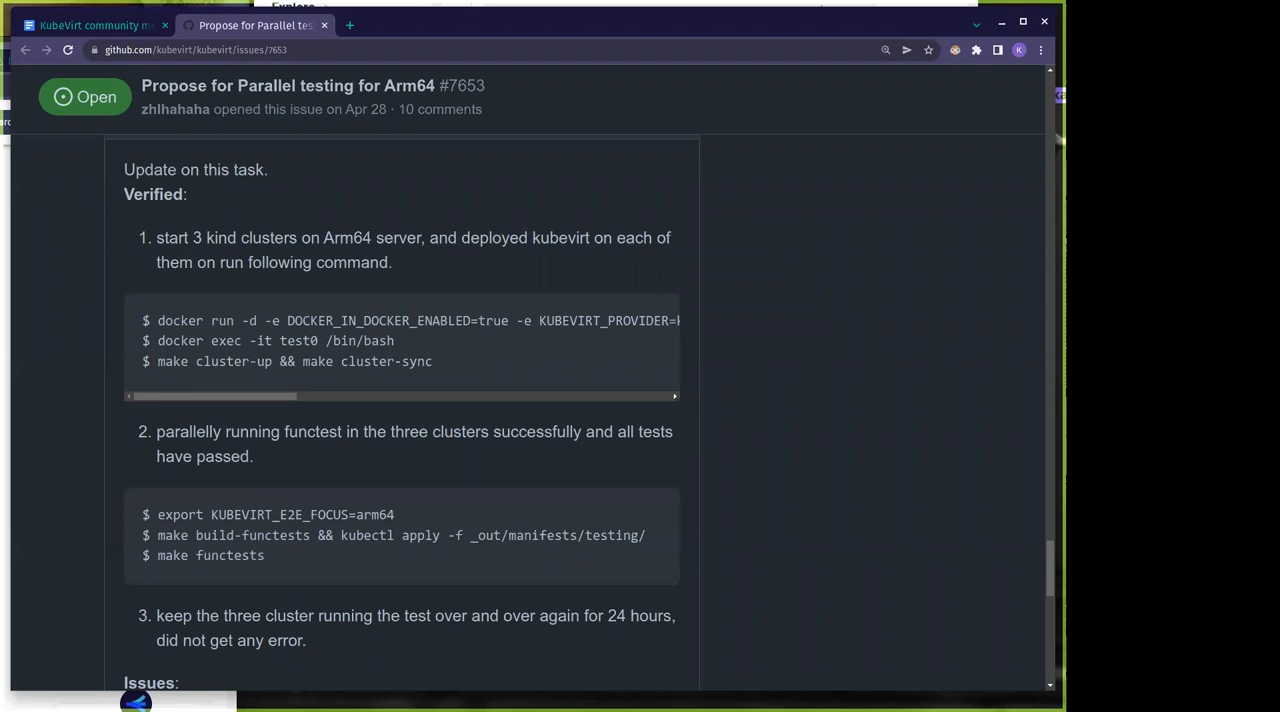 Explore
KubeVirt community m
Propose for Parallel tes
github.com/kubevirt/kubevirt/issues/7653
K
Open
Propose for Parallel testing for Arm64 #7653
zhlhahaha opened this issue on Apr 28 · 10 comments
Update on this task.
Verified:
1. start 3 kind clusters on Arm64 server, and deployed kubevirt on each of
them on run following command.
$ docker run -d -e DOCKER_IN_DOCKER_ENABLED=true -e KUBEVIRT_PROVIDER=k
$ docker exec -it test0 /bin/bash
$ make cluster-up && make cluster-sync
2. parallelly running functest in the three clusters successfully and all tests
have passed.
$ export KUBEVIRT_E2E_FOCUS=arm64
$ make build-functests && kubectl apply -f _out/manifests/testing/
$ make functests
3. keep the three cluster running the test over and over again for 24 hours,
did not get any error.
Issues: